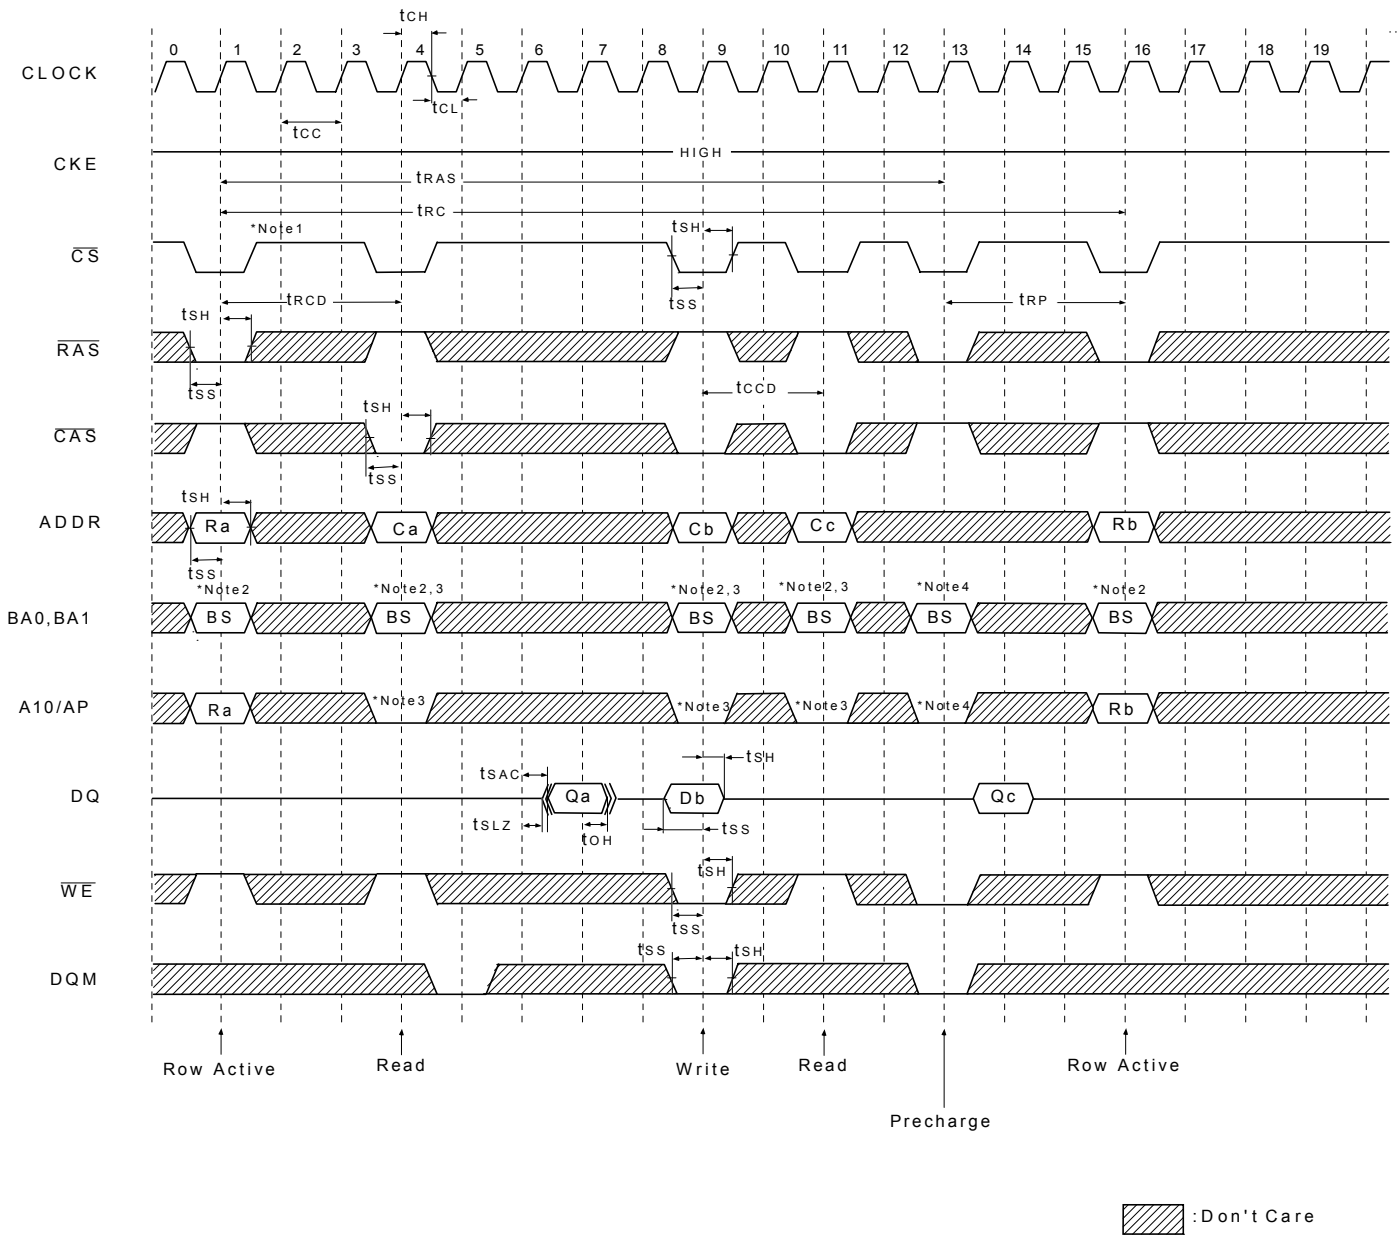 tCH
0 1 2 3 4 5 6 7 8 9 10 11 12 13 14 15 16 17 18 19
CLOCK
tCL
tCC
CKE
HIGH
tRAS
tRC
*Note1
tSH
CS
tRCD
tSS
tRP
tSH
RAS
tSS
tCCD
tSH
CAS
tSS
tSH
ADDR
Ra Ca Cb Cc Rb
tSS
*Note2 *Note2,3 *Note2,3 *Note2,3 *Note4 *Note2
BA0,BA1
BS BS BS BS BS BS
A10/AP
Ra *Note3 *Note3 *Note3 *Note4 Rb
tSH
tSAC
DQ
Qa Db Qc
tSLZ
tSS
tOH
tSH
WE
tSS
tSS tSH
DQM
Row Active Read Write Read Row Active
Precharge
:Don't Care